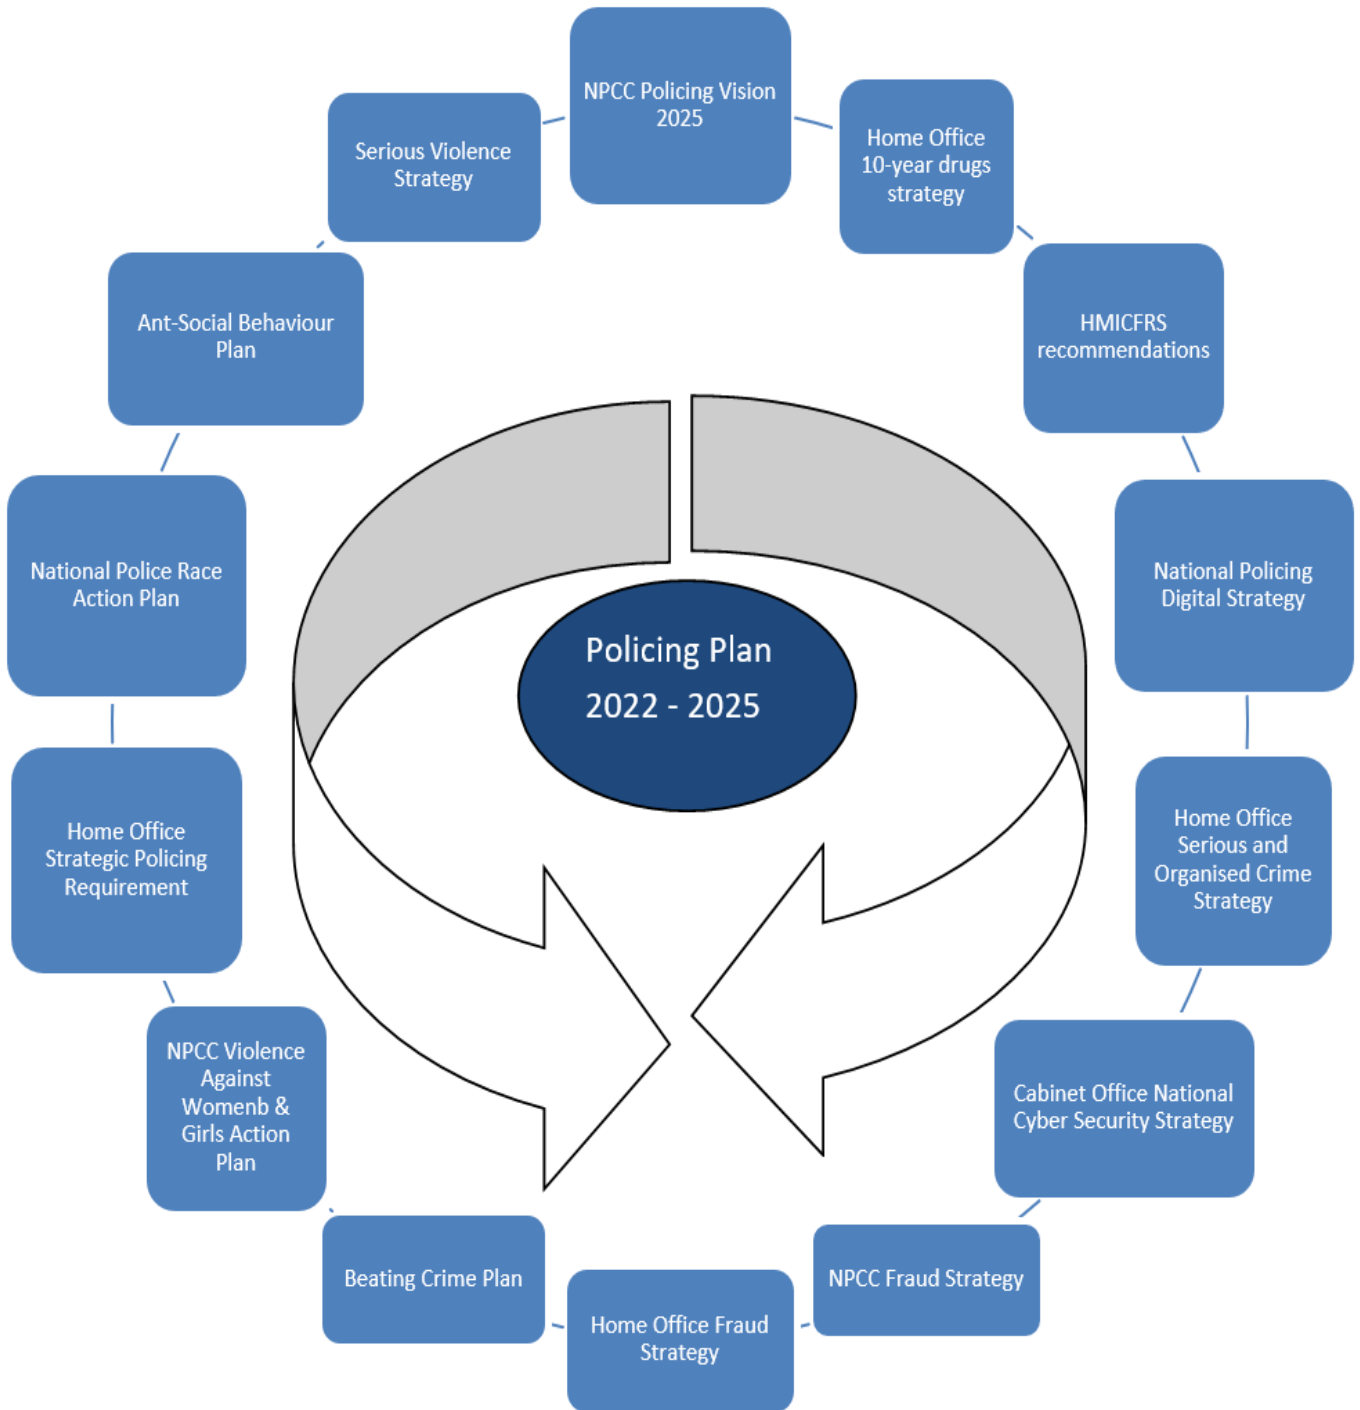 NPCC Policing Vision
2025
Home Office
10-year drugs
strategy
HMICFRS
recommendations
National Policing
Digital Strategy
Home Office
Serious and
Organised Crime
Strategy
Cabinet Office National
Cyber Security Strategy
NPCC Fraud Strategy
Home Office Fraud
Strategy
Beating Crime Plan
NPCC Violence
Against
Womenb &
Girls Action
Plan
Home Office
Strategic Policing
Requirement
National Police Race
Action Plan
Ant-Social Behaviour
Plan
Serious Violence
Strategy
Policing Plan
2022 - 2025